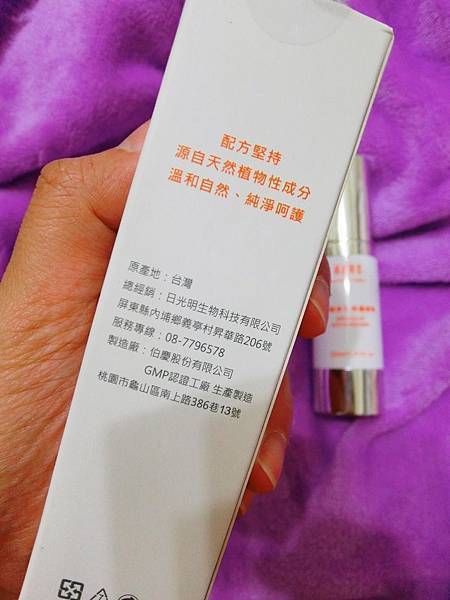 配方堅持
源自天然植物性成分
溫和自然、純淨呵護
原產地：台灣
總經銷：日光明生物科技有限公司
屏東縣內埔鄉義亭村昇華路206號
服務專線：08-7796578
製造廠：伯慶股份有限公司
GMP認證工廠 生產製造
桃園市龜山區南上路386巷13號